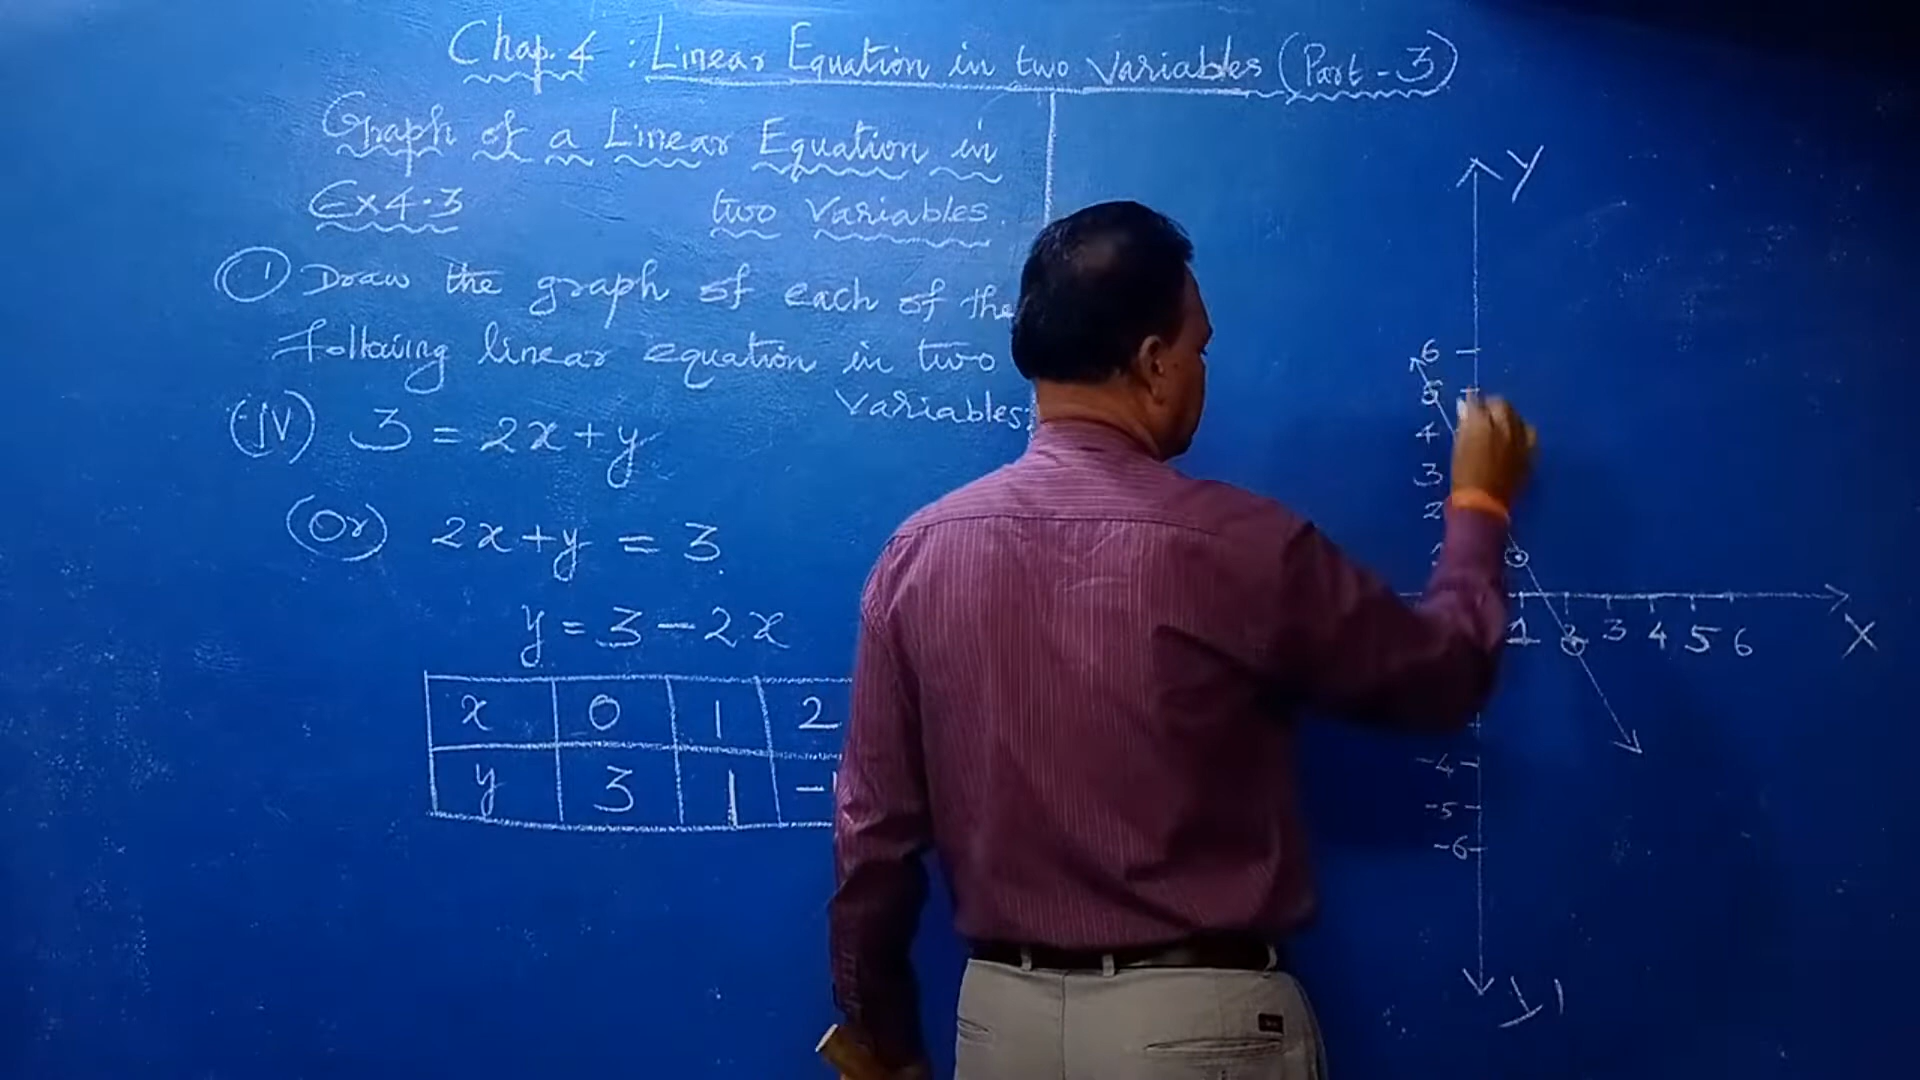 Chap. 4 : Linear Equation in two Variables (Part - 3)
Graph of a Linear Equation in
two Variables.
Ex 4.3
① Draw the graph of each of the
following linear equation in two
Variables:
(iv) 3 = 2x+y
(Or) 2x+y = 3.
y = 3-2x
x 0 1 2
y 3 1 -1
Y
6
5
4
3
2
1 2 3 4 5 6
X
-4
-5
-6
Y'